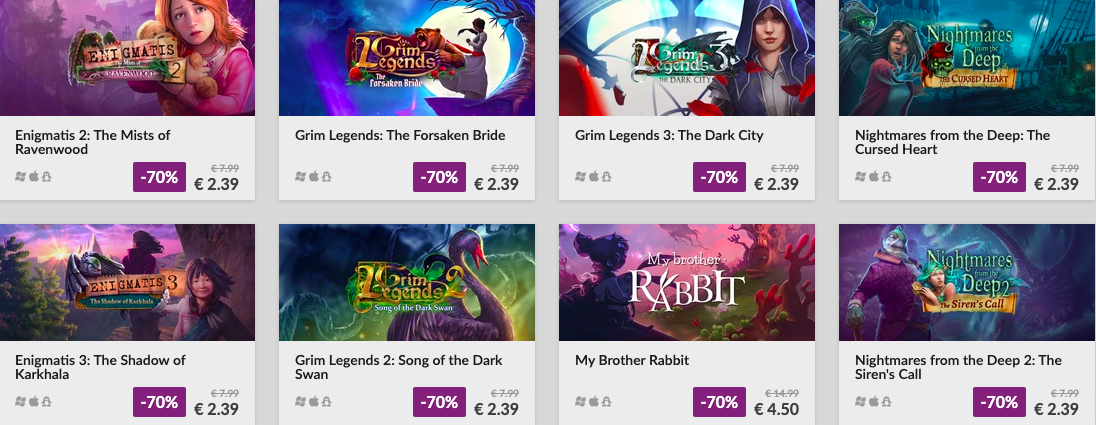 ENIGMATIS 2
The Mists of
RAVENWOOD
Grim
Legends
The
Forsaken Bride
Grim
Legends 3
The DARK CITY
Nightmares
from the
Deep
The CURSED HEART
Enigmatis 2: The Mists of
Ravenwood
-70%
€ 7.99
€ 2.39
Grim Legends: The Forsaken Bride
-70%
€ 7.99
€ 2.39
Grim Legends 3: The Dark City
-70%
€ 7.99
€ 2.39
Nightmares from the Deep: The
Cursed Heart
-70%
€ 7.99
€ 2.39
ENIGMATIS 3
The Shadow of Karkhala
Grim
Legends 2
Song of the Dark Swan
My brother
RABBIT
Nightmares
from the
Deep 2
The Siren's Call
Enigmatis 3: The Shadow of
Karkhala
-70%
€ 7.99
€ 2.39
Grim Legends 2: Song of the Dark
Swan
-70%
€ 7.99
€ 2.39
My Brother Rabbit
-70%
€ 14.99
€ 4.50
Nightmares from the Deep 2: The
Siren's Call
-70%
€ 7.99
€ 2.39